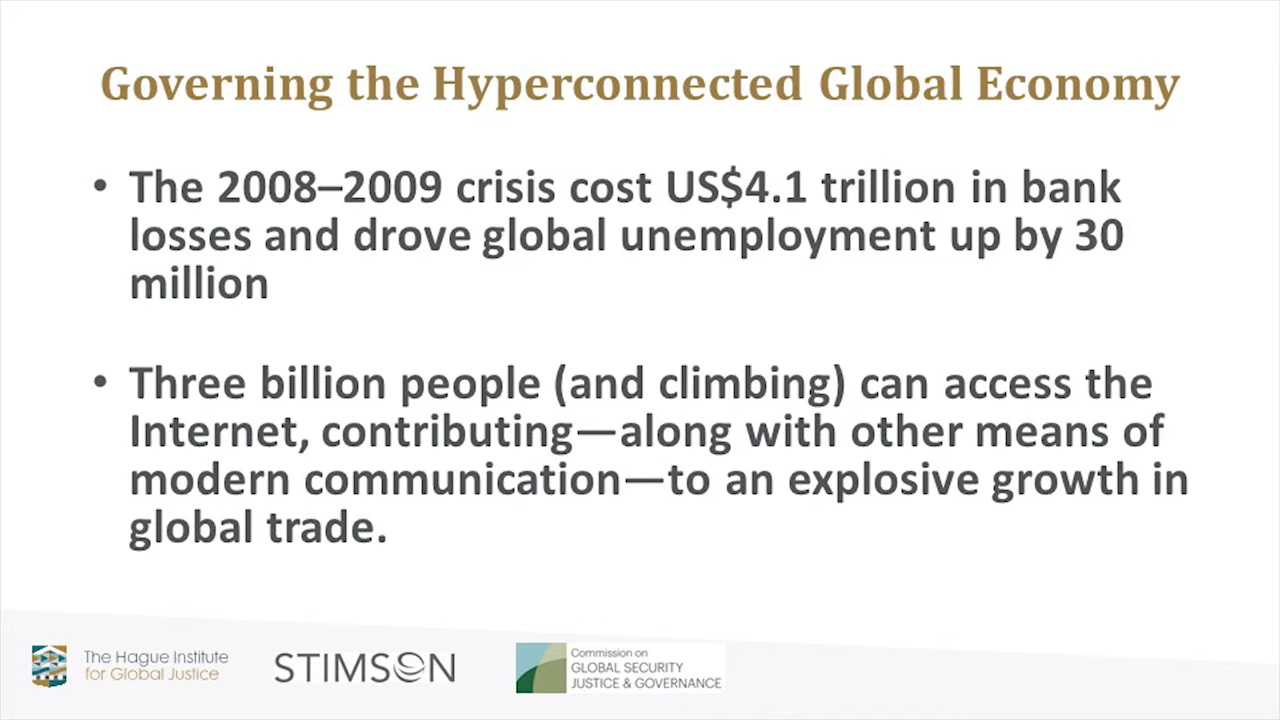 Governing the Hyperconnected Global Economy
• The 2008–2009 crisis cost US$4.1 trillion in bank
losses and drove global unemployment up by 30
million
• Three billion people (and climbing) can access the
Internet, contributing—along with other means of
modern communication—to an explosive growth in
global trade.
The Hague Institute
for Global Justice
STIMSON
Commission on
GLOBAL SECURITY
JUSTICE & GOVERNANCE